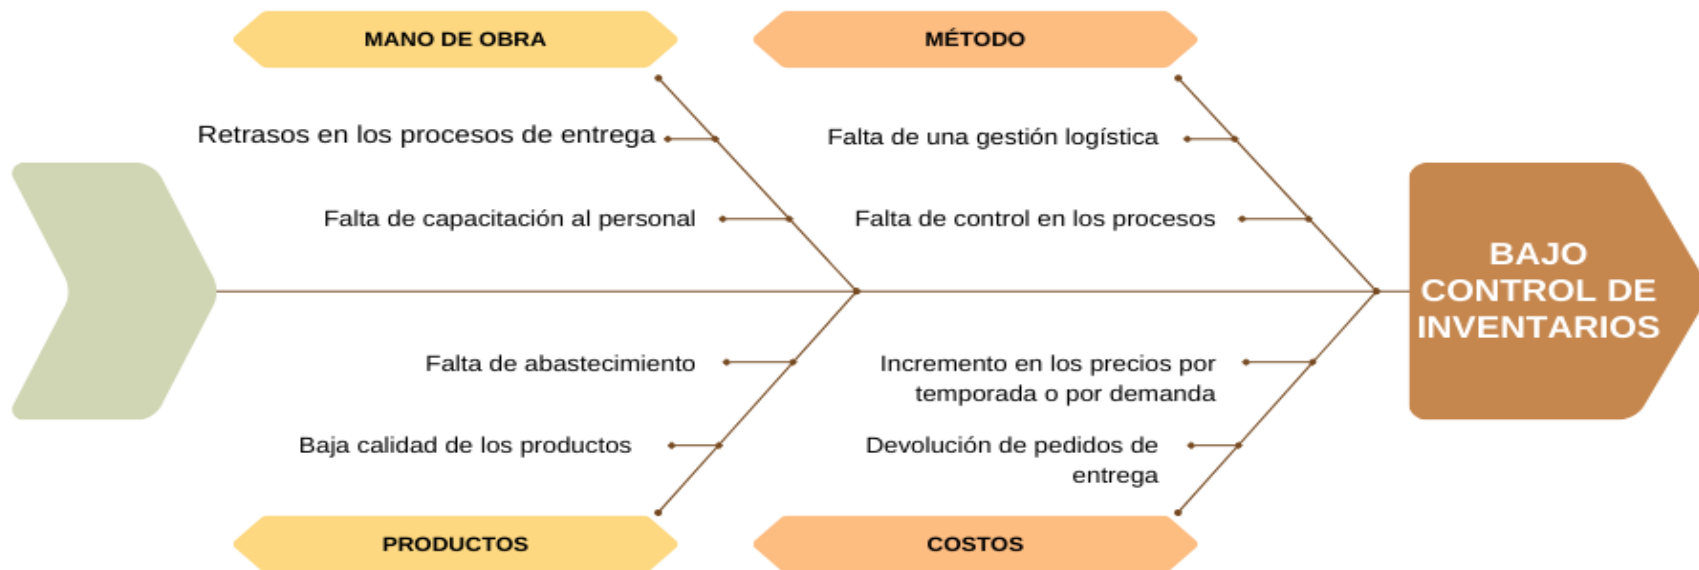 MANO DE OBRA
MÉTODO
Retrasos en los procesos de entrega
Falta de una gestión logística
Falta de capacitación al personal
Falta de control en los procesos
BAJO
CONTROL DE
INVENTARIOS
Falta de abastecimiento
Incremento en los precios por
temporada o por demanda
Baja calidad de los productos
Devolución de pedidos de
entrega
PRODUCTOS
COSTOS